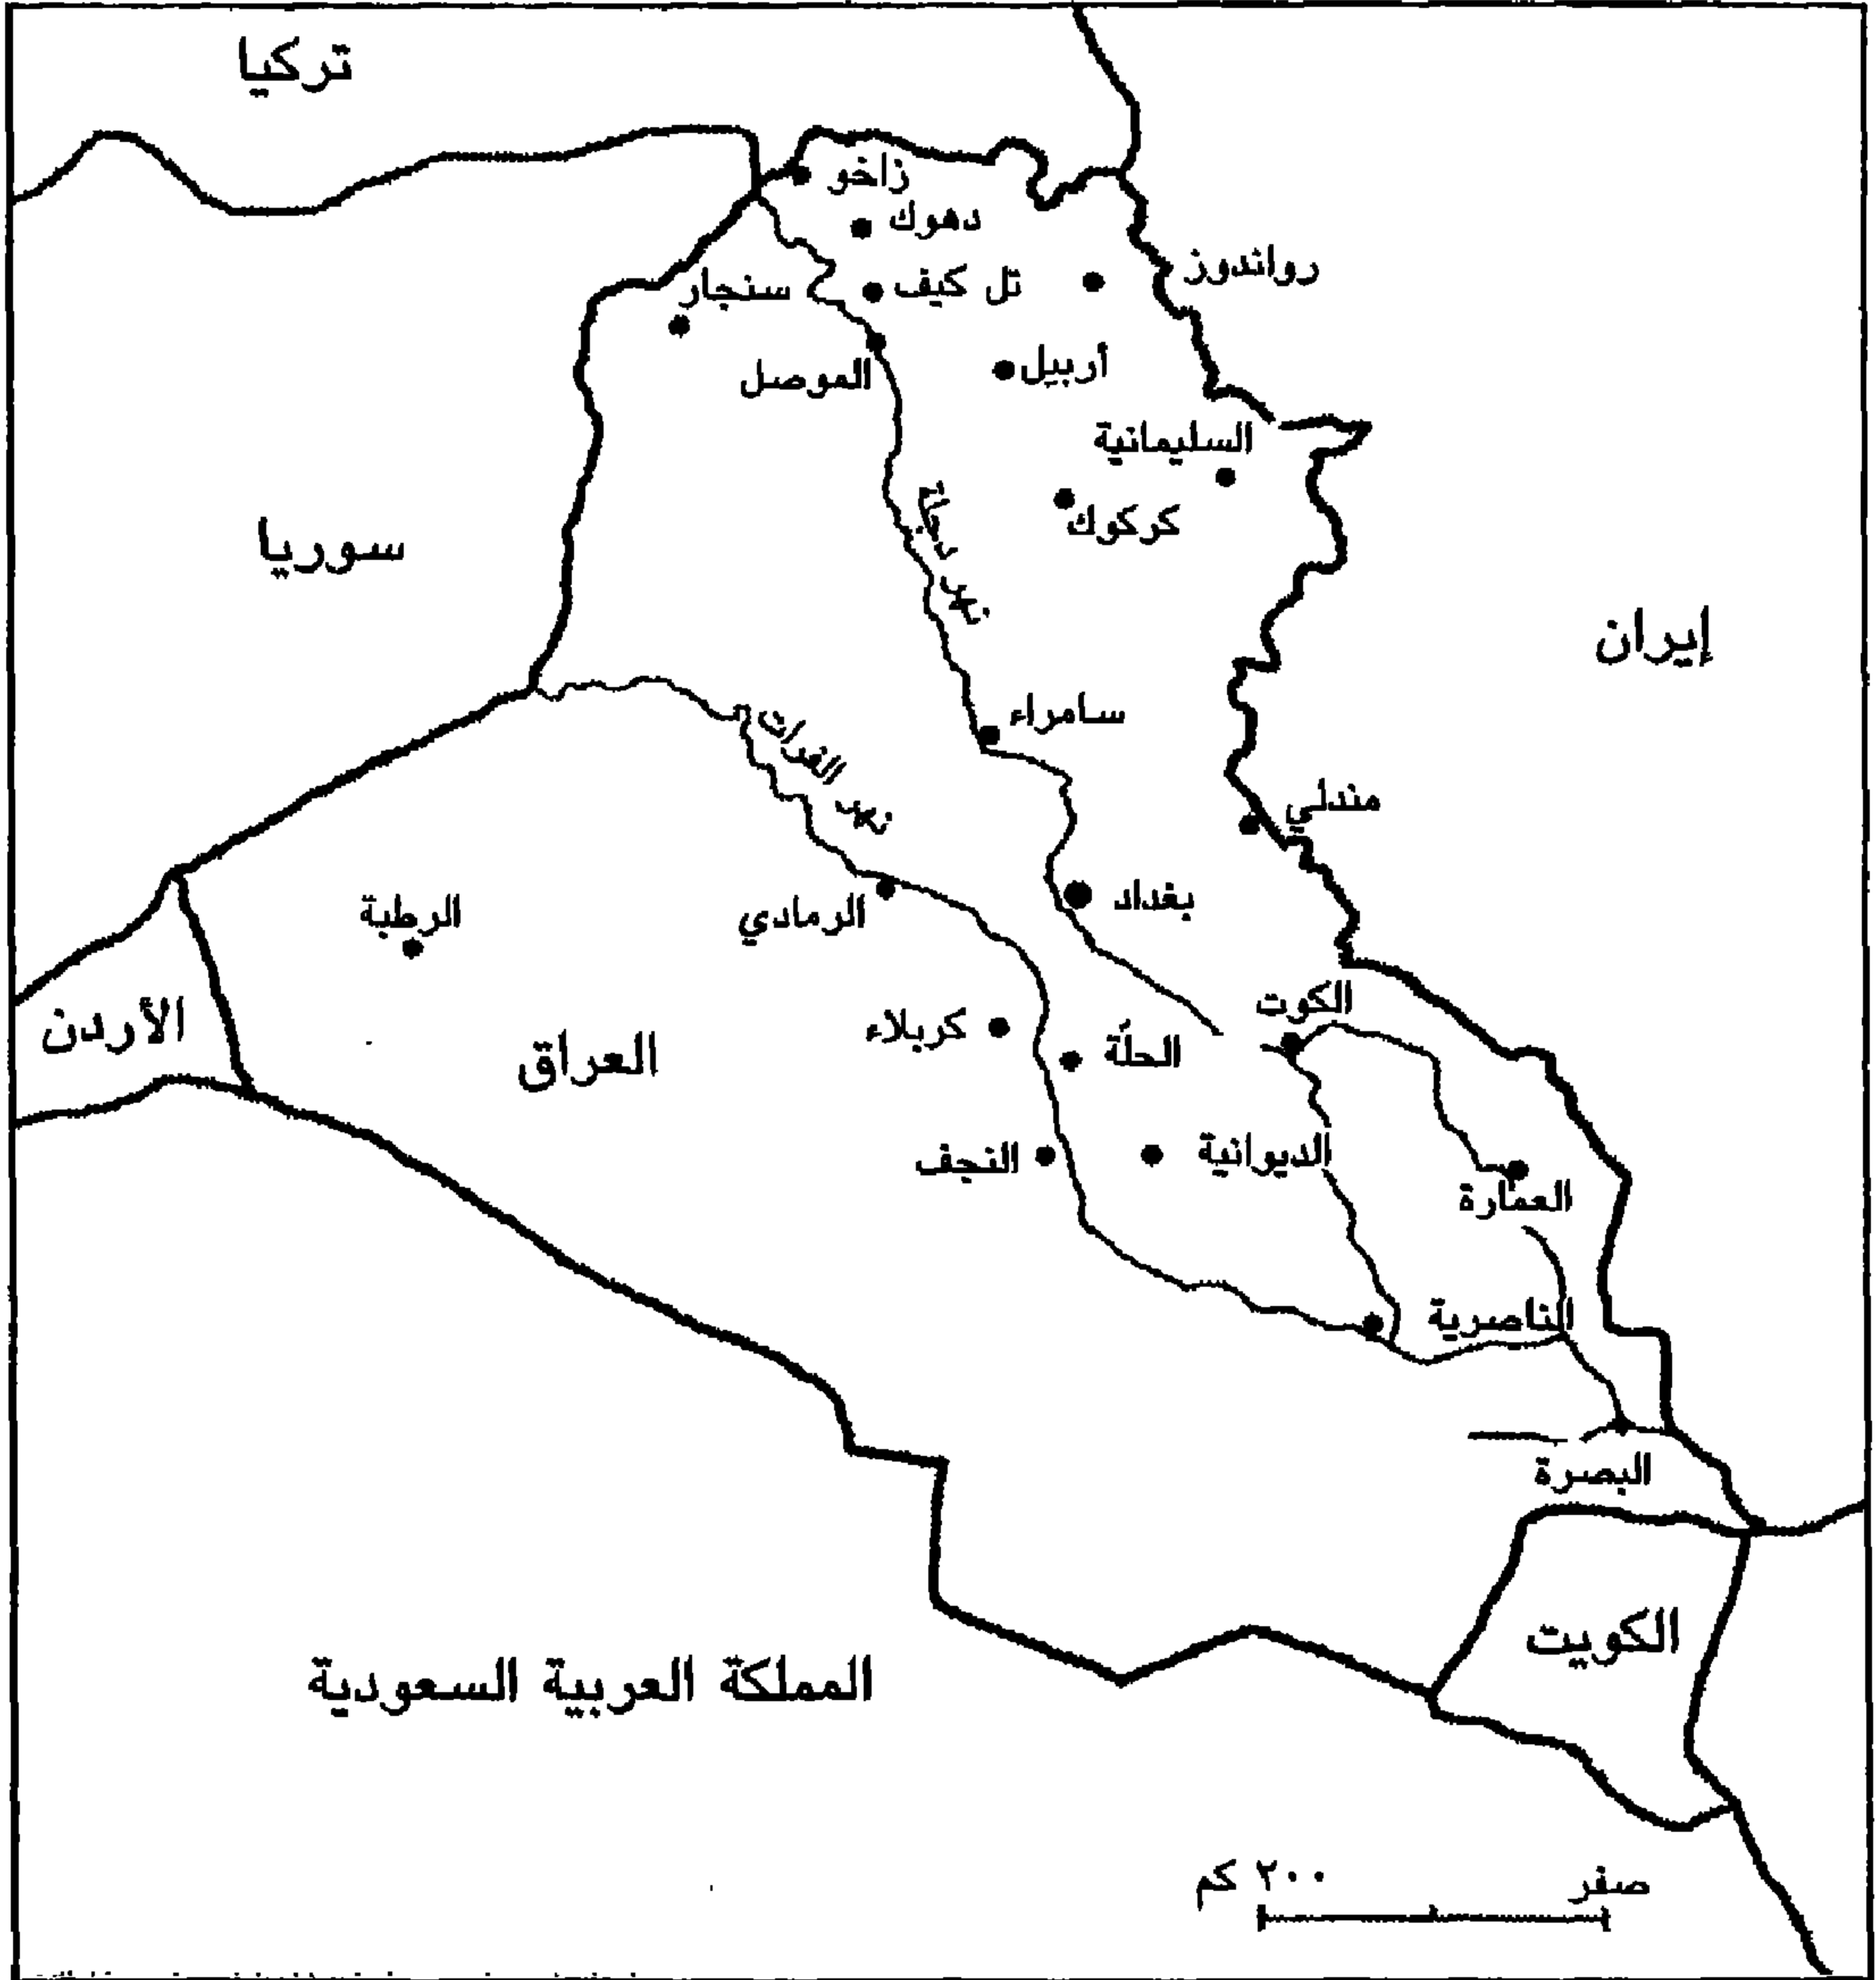 تركيا
زاخو
دهوك
رواندوز
تل كيف
سنجار
أربيل
الموصل
السليمانية
كركوك
نهر دجلة
سوريا
إيران
سامراء
نهر الفرات
مندلي
بغداد
الرمادي
الرطبة
الكوت
الأردن
كربلاء
الحلّة
العراق
الديوانية
النجف
العمارة
الناصرية
البصرة
الكويت
المملكة العربية السعودية
صفر ٢٠٠ كم